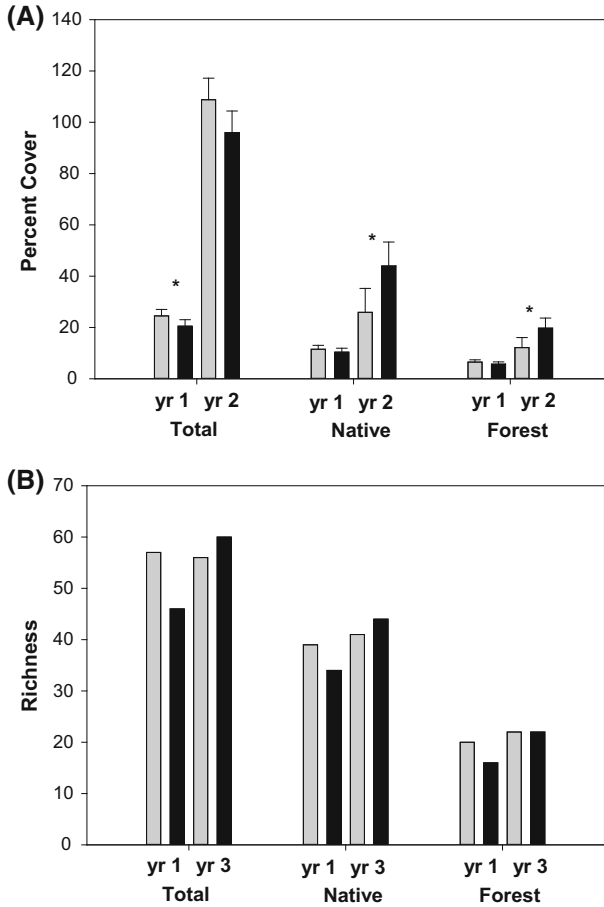 (A)
140
120
100
80
60
40
20
0
Percent Cover
*
*
*
yr 1 yr 2 yr 1 yr 2 yr 1 yr 2
Total Native Forest
(B)
70
60
50
40
30
20
10
0
Richness
yr 1 yr 3 yr 1 yr 3 yr 1 yr 3
Total Native Forest